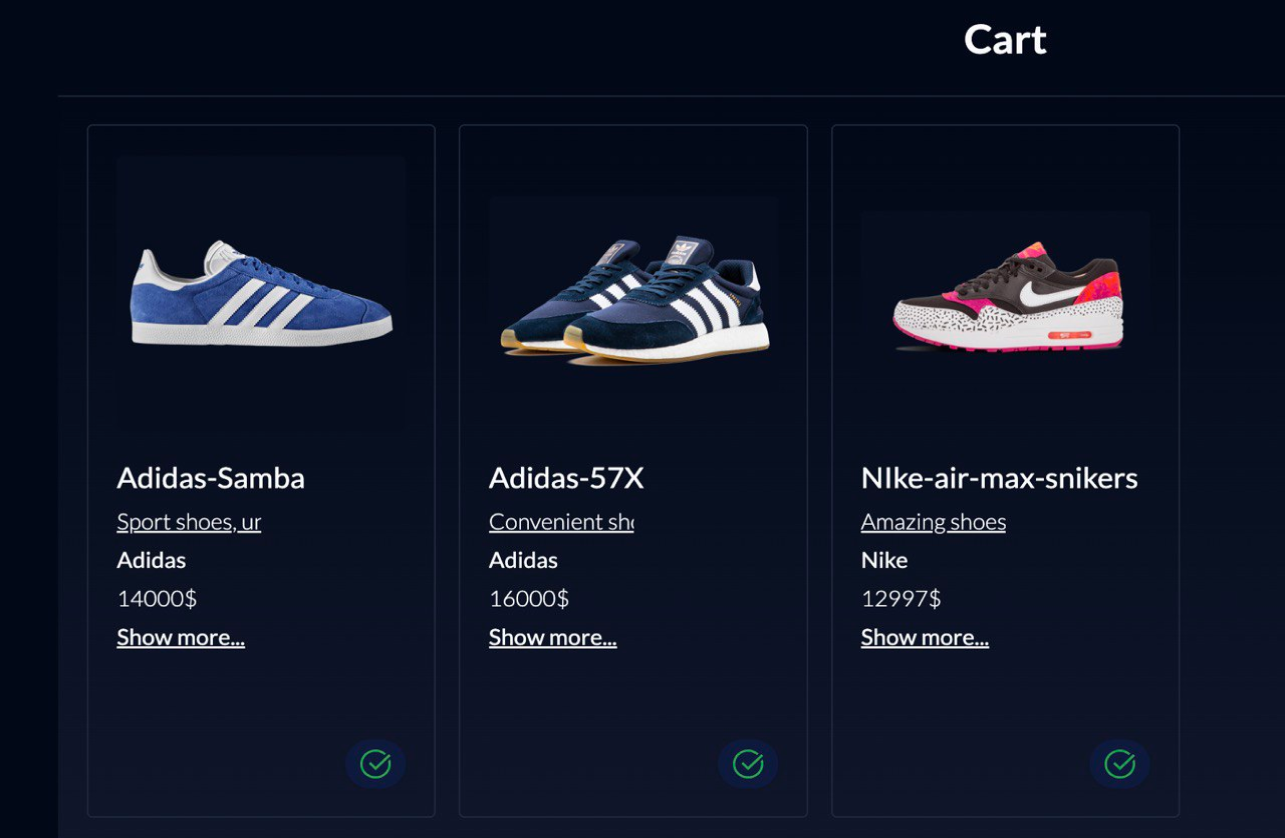 Cart
Adidas-Samba
Sport shoes, ur
Adidas
14000$
Show more...
Adidas-57X
Convenient sho
Adidas
16000$
Show more...
NIke-air-max-snikers
Amazing shoes
Nike
12997$
Show more...